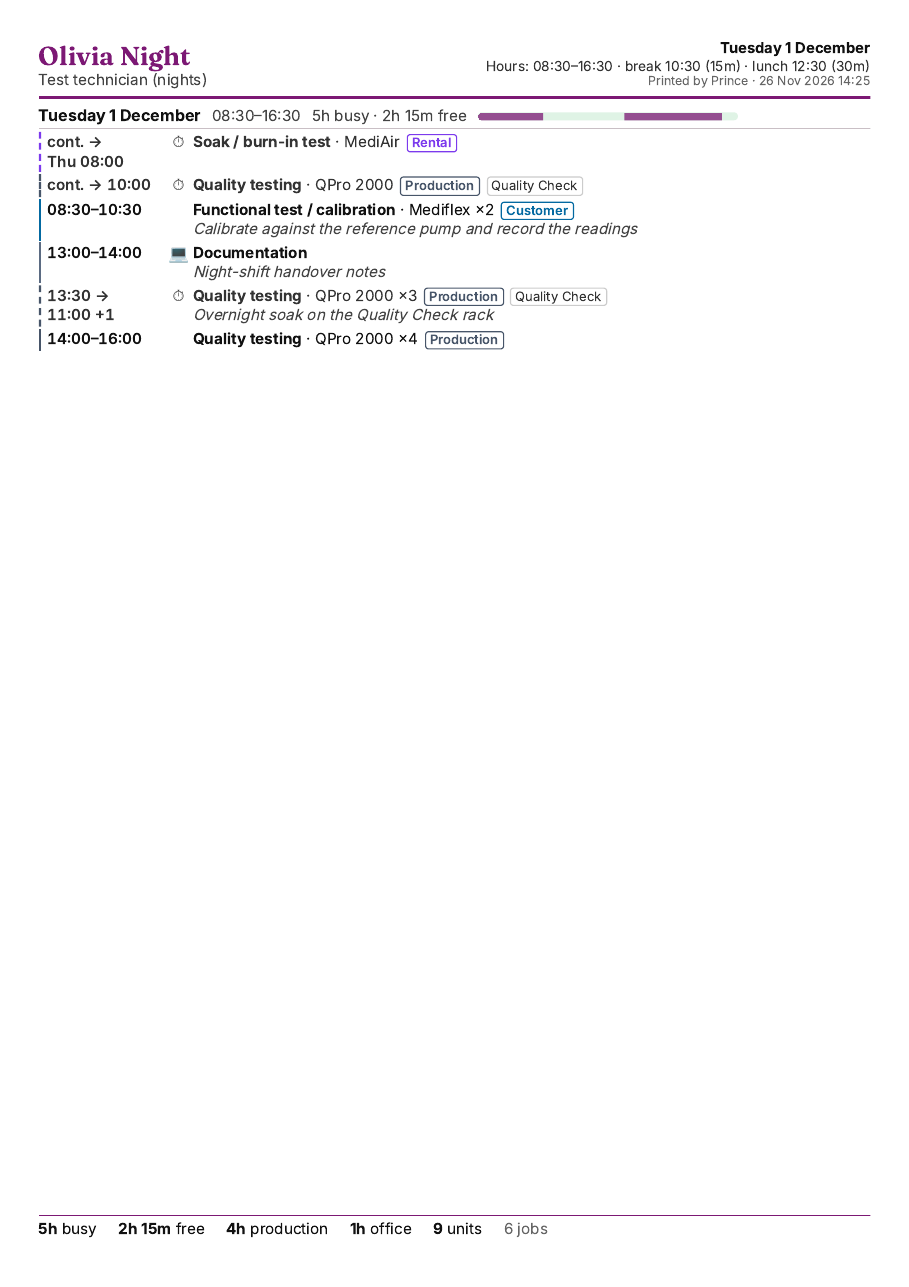 Olivia Night
Test technician (nights)
Tuesday 1 December
Hours: 08:30–16:30 · break 10:30 (15m) · lunch 12:30 (30m)
Printed by Prince · 26 Nov 2026 14:25
Tuesday 1 December 08:30–16:30 5h busy · 2h 15m free
cont. → Thu 08:00 ⏱ Soak / burn-in test · MediAir Rental
cont. → 10:00 ⏱ Quality testing · QPro 2000 Production Quality Check
08:30–10:30 Functional test / calibration · Mediflex ×2 Customer
Calibrate against the reference pump and record the readings
13:00–14:00 💻 Documentation
Night-shift handover notes
13:30 → 11:00 +1 ⏱ Quality testing · QPro 2000 ×3 Production Quality Check
Overnight soak on the Quality Check rack
14:00–16:00 Quality testing · QPro 2000 ×4 Production
5h busy 2h 15m free 4h production 1h office 9 units 6 jobs